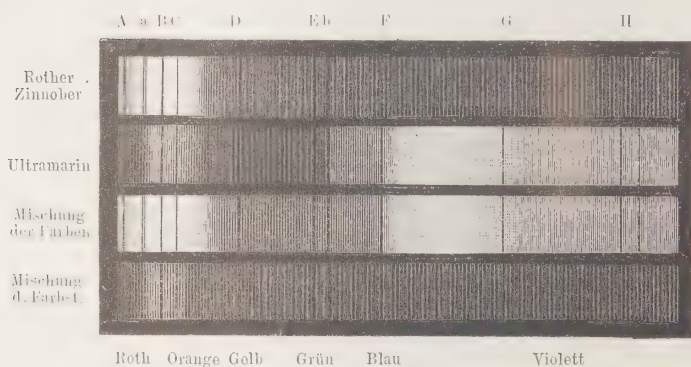 A a B C D E b F G H
Rother
Zinnober
Ultramarin
Mischung
der Farben
Mischung
d. Farbst.
Roth Orange Gelb Grün Blau Violett